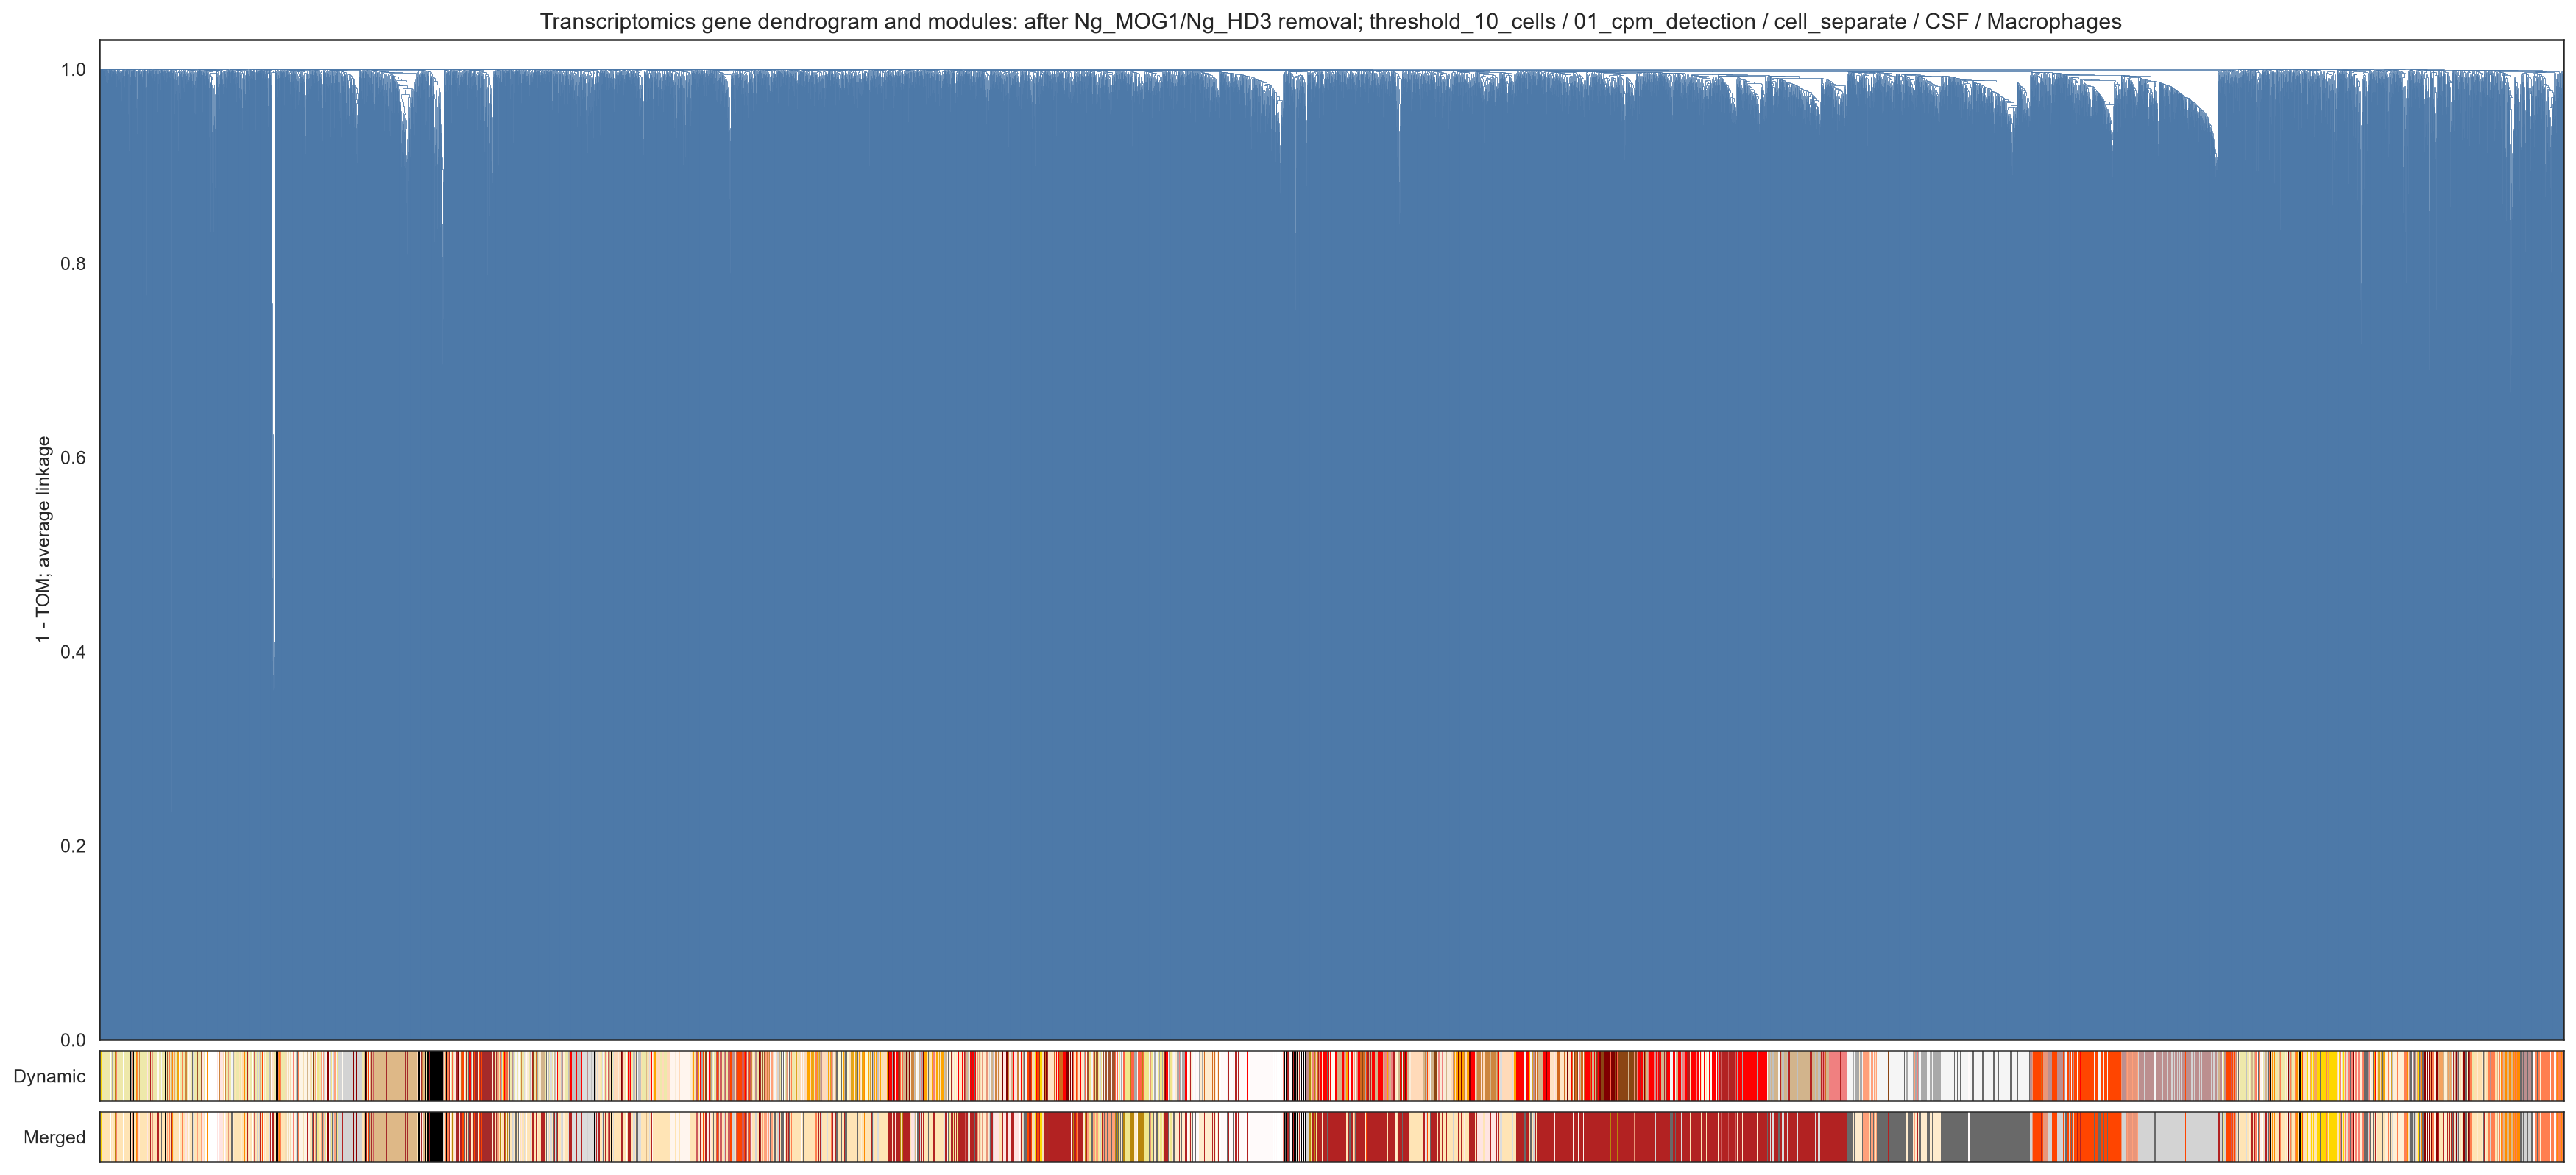 Transcriptomics gene dendrogram and modules: after Ng_MOG1/Ng_HD3 removal; threshold_10_cells / 01_cpm_detection / cell_separate / CSF / Macrophages
1.0
0.8
0.6
0.4
0.2
0.0
1 - TOM; average linkage
Dynamic
Merged